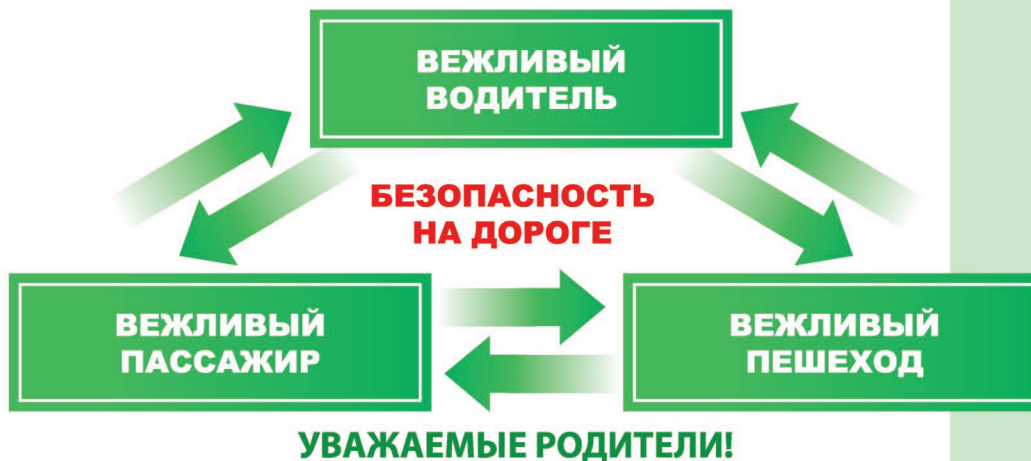 ВЕЖЛИВЫЙ
ВОДИТЕЛЬ
БЕЗОПАСНОСТЬ
НА ДОРОГЕ
ВЕЖЛИВЫЙ
ПАССАЖИР
ВЕЖЛИВЫЙ
ПЕШЕХОД
УВАЖАЕМЫЕ РОДИТЕЛИ!